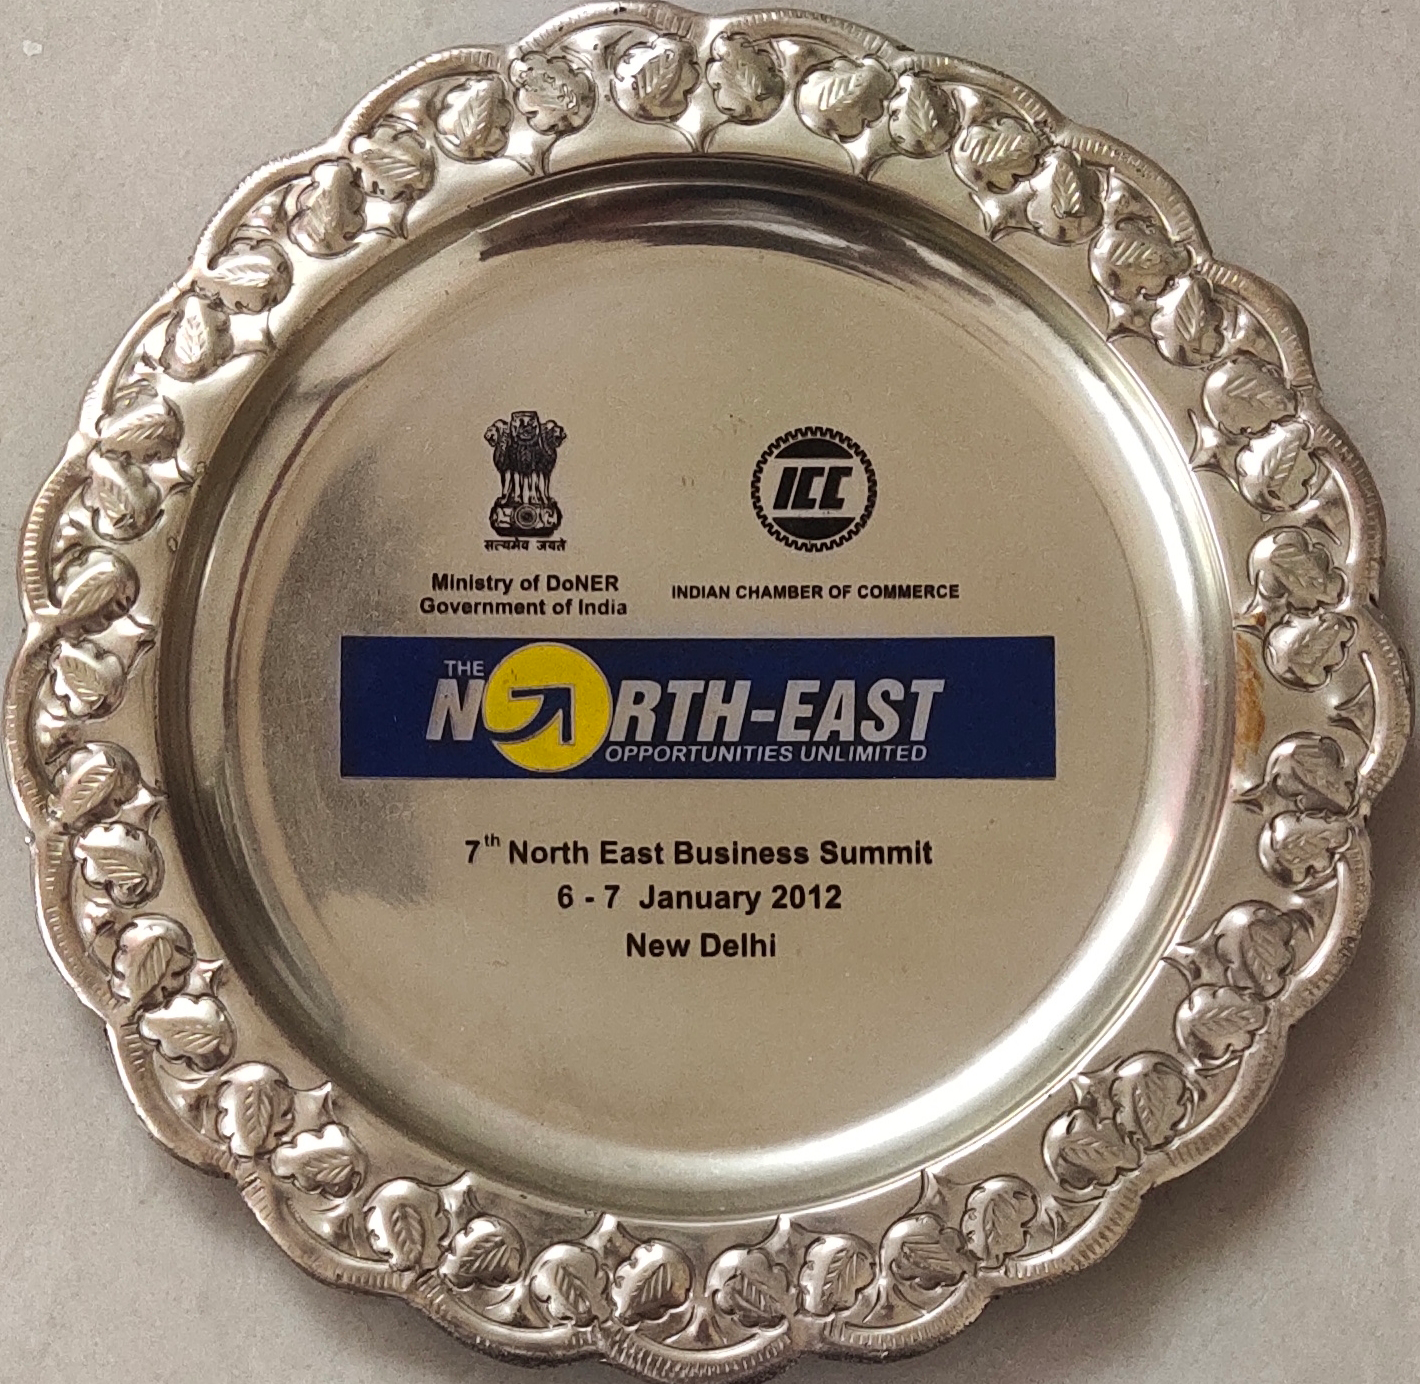 सत्यमेव जयते
Ministry of DoNER
Government of India
ICC
INDIAN CHAMBER OF COMMERCE
THE
NORTH-EAST
OPPORTUNITIES UNLIMITED
7th North East Business Summit
6 - 7 January 2012
New Delhi